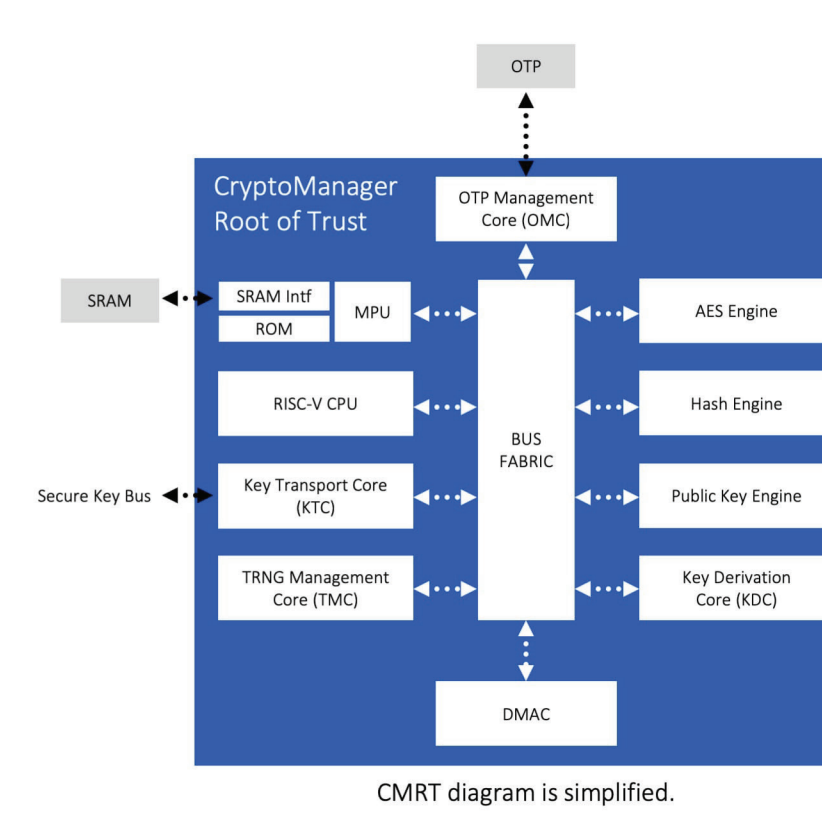 OTP
CryptoManager
Root of Trust
OTP Management
Core (OMC)
SRAM
SRAM Intf
ROM
MPU
AES Engine
RISC-V CPU
Hash Engine
BUS
FABRIC
Secure Key Bus
Key Transport Core
(KTC)
Public Key Engine
TRNG Management
Core (TMC)
Key Derivation
Core (KDC)
DMAC
CMRT diagram is simplified.